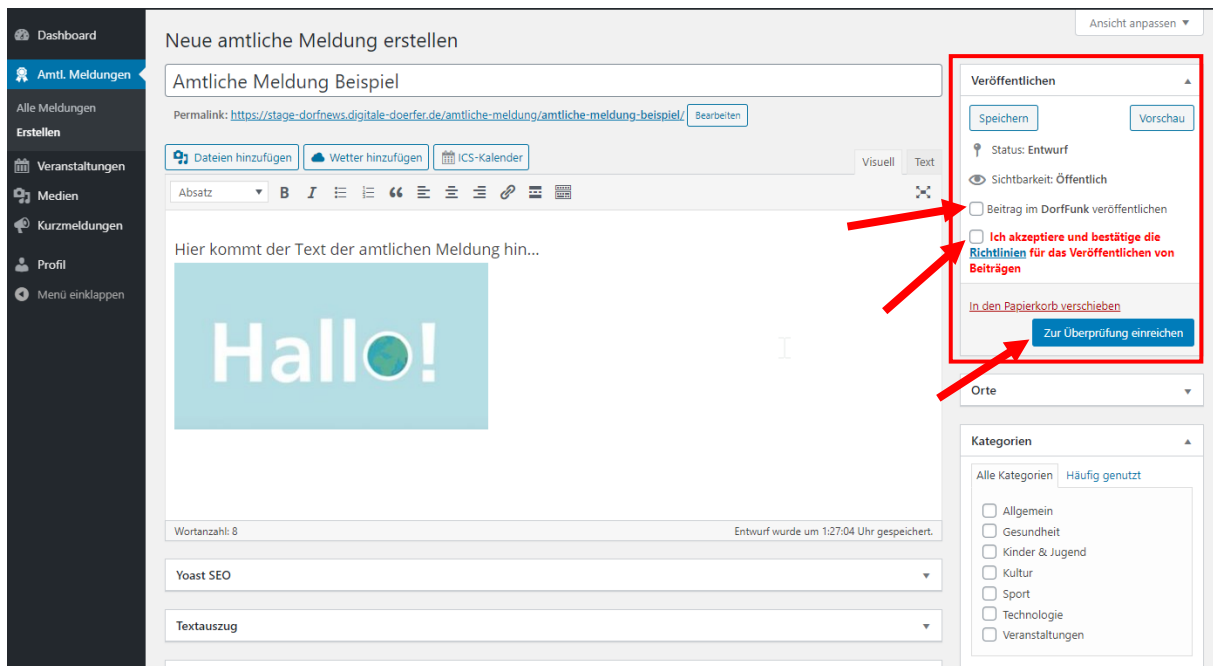 Ansicht anpassen
Dashboard
Amtl. Meldungen
Alle Meldungen
Erstellen
Veranstaltungen
Medien
Kurzmeldungen
Profil
Menü einklappen
Neue amtliche Meldung erstellen
Amtliche Meldung Beispiel
Permalink: https://stage-dorfnews.digitale-doerfer.de/amtliche-meldung/amtliche-meldung-beispiel/ Bearbeiten
Dateien hinzufügen Wetter hinzufügen ICS-Kalender
Visuell Text
Absatz B I
Hier kommt der Text der amtlichen Meldung hin...
Hallo!
Wortanzahl: 8 Entwurf wurde um 1:27:04 Uhr gespeichert.
Yoast SEO
Textauszug
Veröffentlichen
Speichern Vorschau
Status: Entwurf
Sichtbarkeit: Öffentlich
Beitrag im DorfFunk veröffentlichen
Ich akzeptiere und bestätige die
Richtlinien für das Veröffentlichen von
Beiträgen
In den Papierkorb verschieben
Zur Überprüfung einreichen
Orte
Kategorien
Alle Kategorien Häufig genutzt
Allgemein
Gesundheit
Kinder & Jugend
Kultur
Sport
Technologie
Veranstaltungen